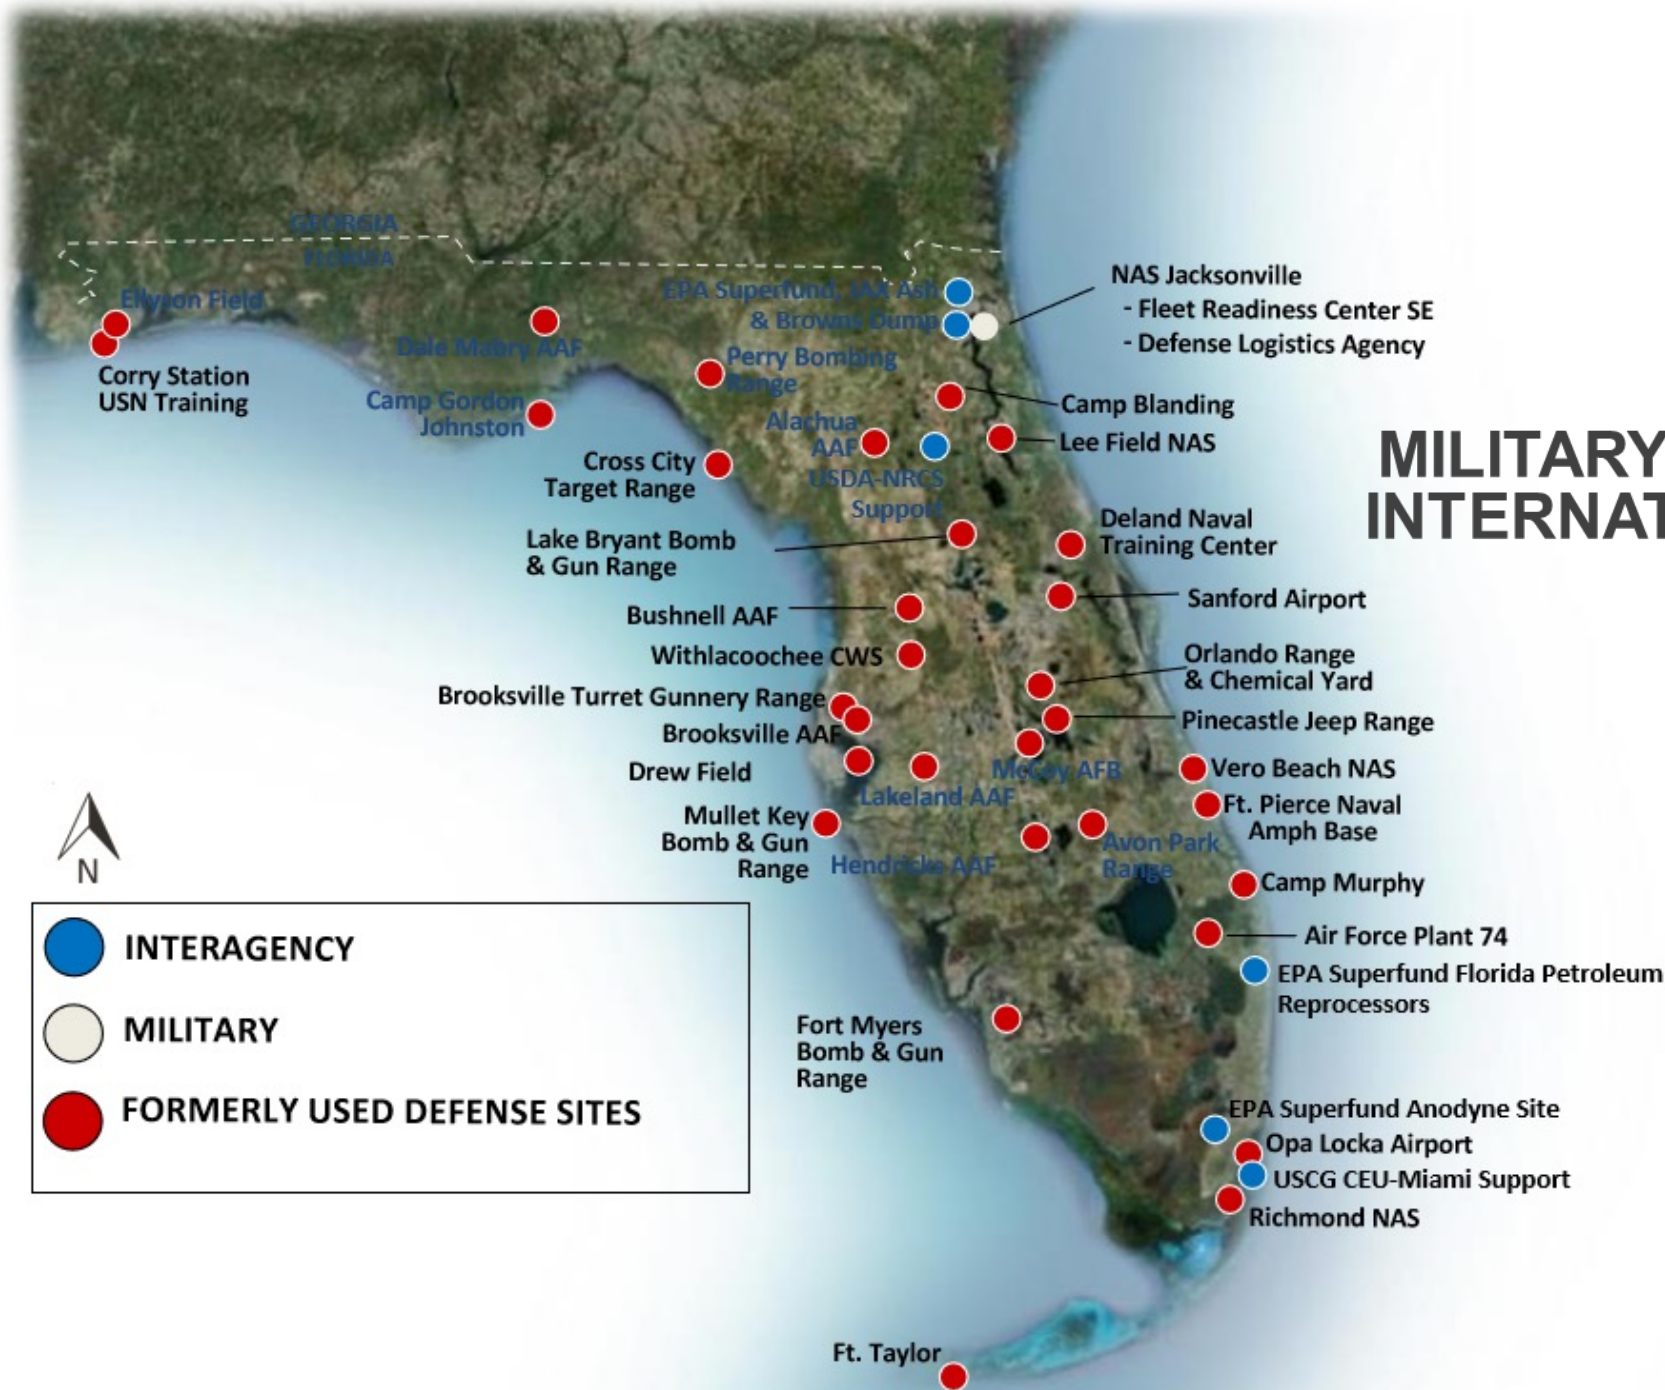 GEORGIA
FLORIDA
Ellyson Field
Corry Station
USN Training
Dale Mabry AAF
Camp Gordon
Johnston
EPA Superfund, JAX Ash
& Browns Dump
Perry Bombing
Range
NAS Jacksonville
- Fleet Readiness Center SE
- Defense Logistics Agency
Camp Blanding
Lee Field NAS
Alachua
AAF
USDA-NRCS
Support
Cross City
Target Range
MILITARY
INTERNAT
Lake Bryant Bomb
& Gun Range
Deland Naval
Training Center
Bushnell AAF
Sanford Airport
Withlacoochee CWS
Orlando Range
& Chemical Yard
Brooksville Turret Gunnery Range
Pinecastle Jeep Range
Brooksville AAF
Drew Field
McCoy AFB
Lakeland AAF
Vero Beach NAS
Ft. Pierce Naval
Amph Base
Mullet Key
Bomb & Gun
Range
Hendricks AAF
Avon Park
Range
Camp Murphy
Air Force Plant 74
EPA Superfund Florida Petroleum
Reprocessors
Fort Myers
Bomb & Gun
Range
EPA Superfund Anodyne Site
Opa Locka Airport
USCG CEU-Miami Support
Richmond NAS
Ft. Taylor
N
INTERAGENCY
MILITARY
FORMERLY USED DEFENSE SITES